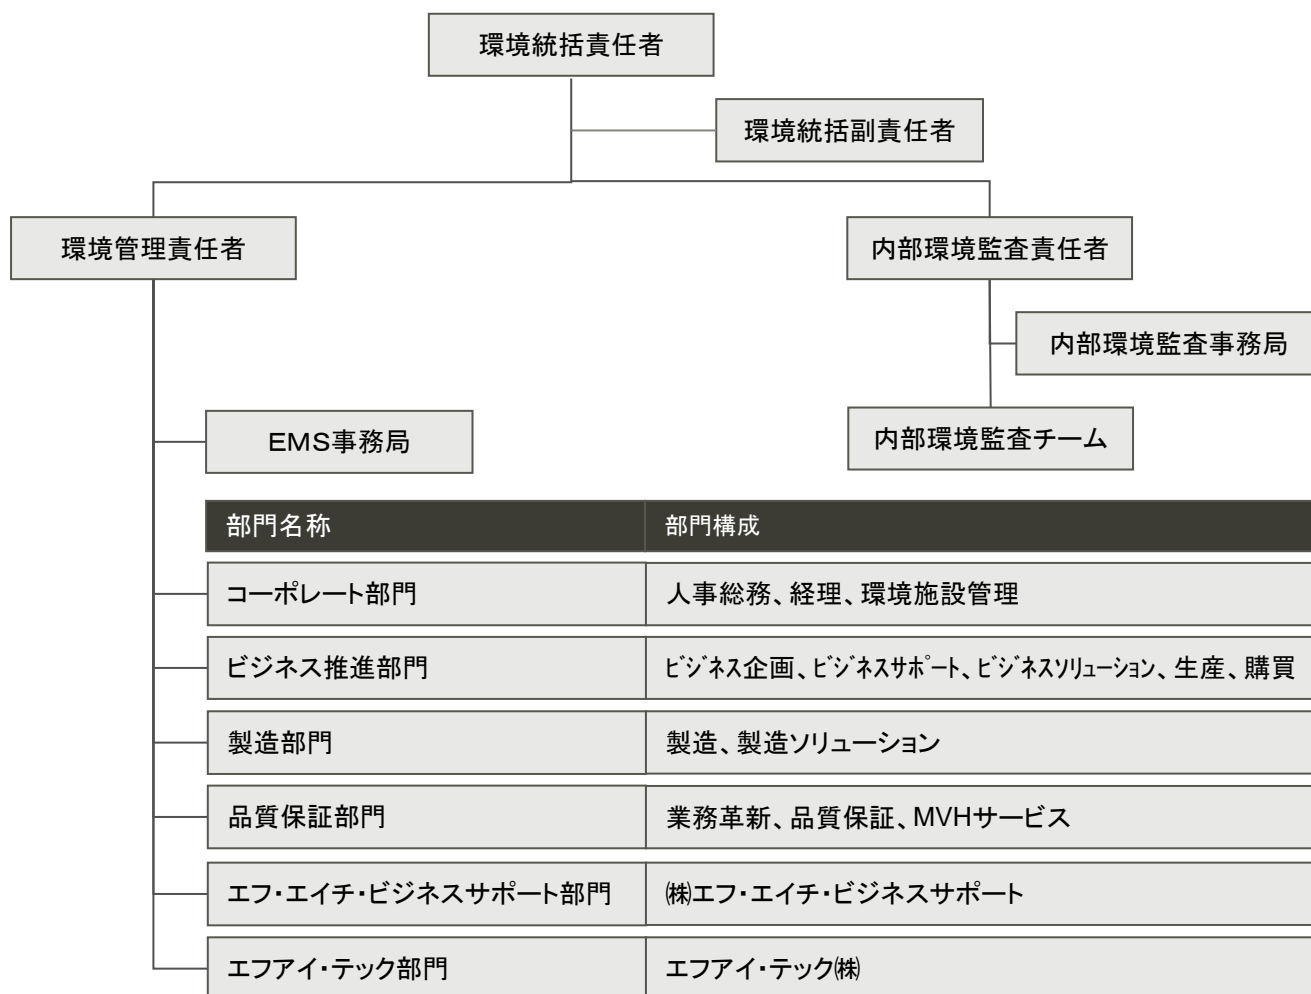 環境統括責任者
環境統括副責任者
環境管理責任者
内部環境監査責任者
内部環境監査事務局
EMS事務局
内部環境監査チーム
部門名称 部門構成
コーポレート部門 人事総務、経理、環境施設管理
ビジネス推進部門 ﾋﾞｼﾞﾈｽ企画、ﾋﾞｼﾞﾈｽｻﾎﾟｰﾄ、ﾋﾞｼﾞﾈｽｿﾘｭｰｼｮﾝ、生産、購買
製造部門 製造、製造ソリューション
品質保証部門 業務革新、品質保証、MVHサービス
エフ・エイチ・ビジネスサポート部門 ㈱エフ・エイチ・ビジネスサポート
エフアイ・テック部門 エフアイ・テック㈱